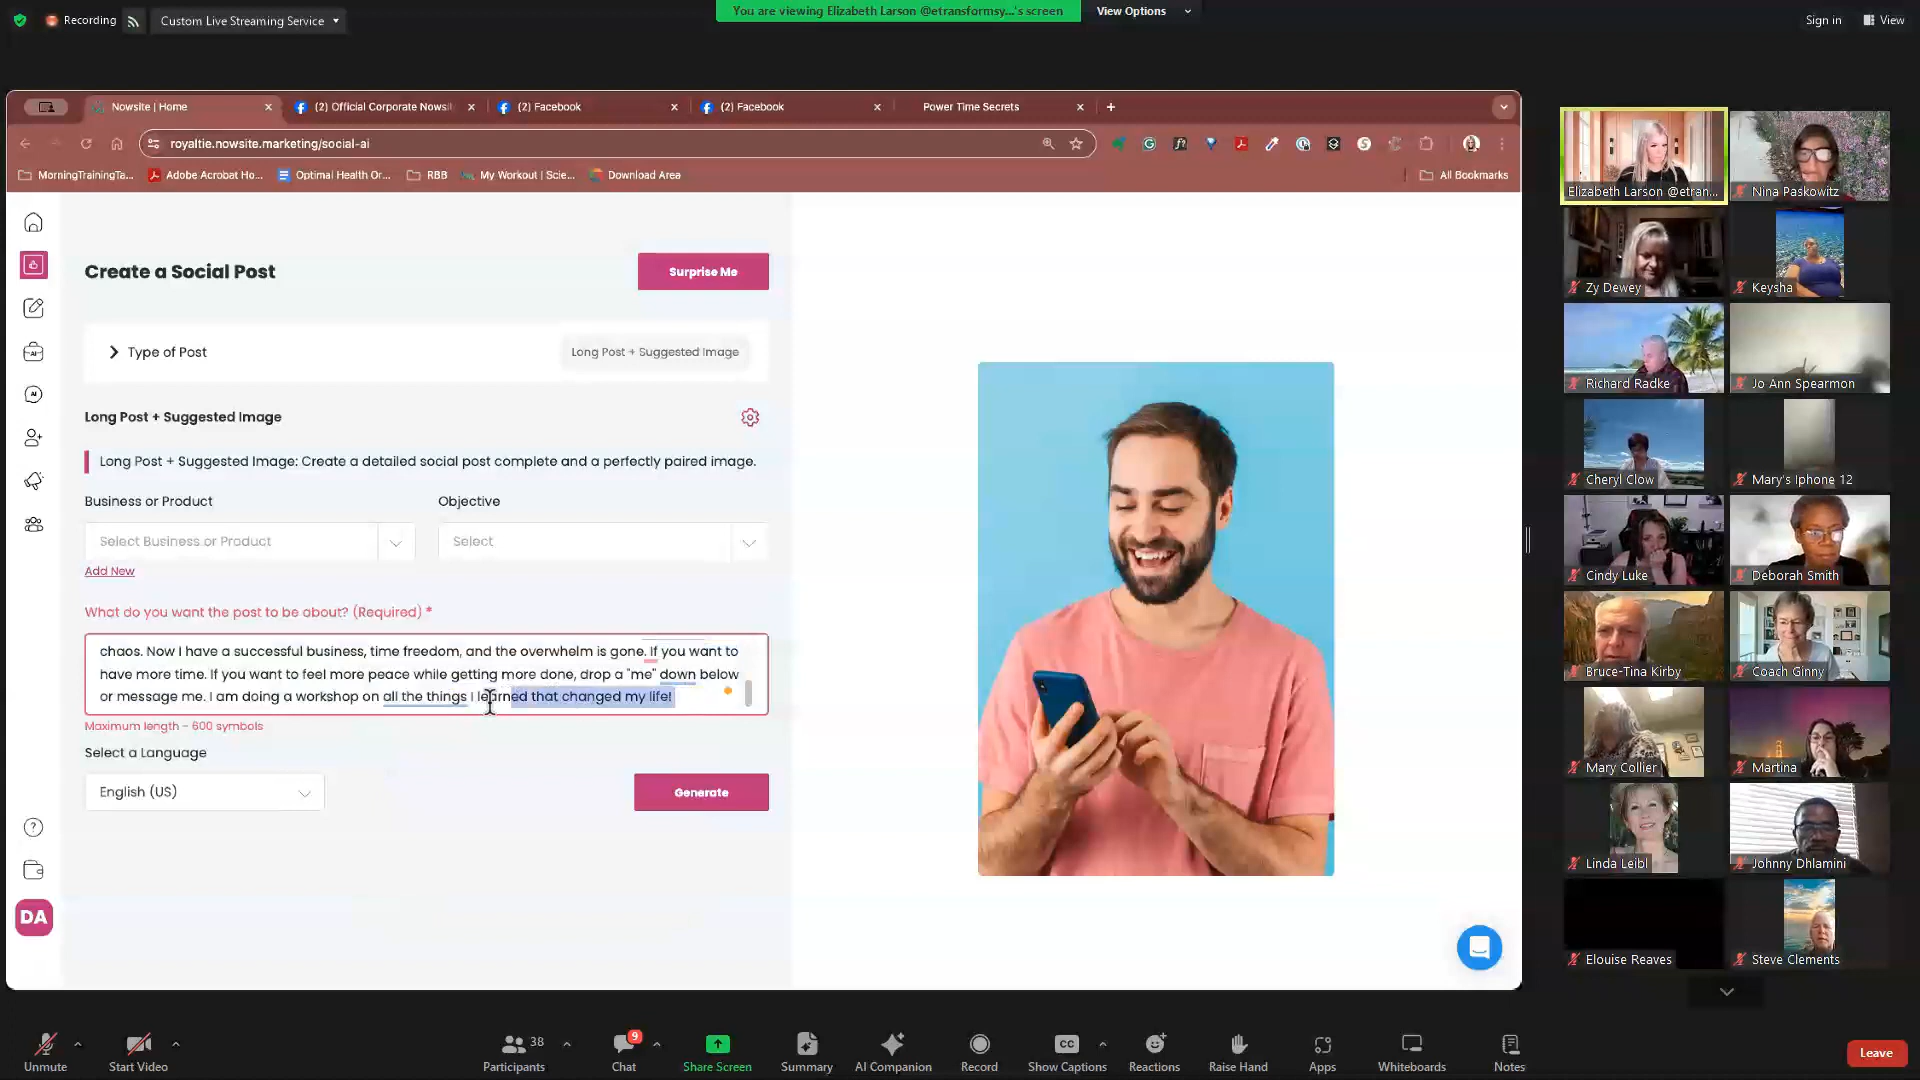 Recording
Custom Live Streaming Service
You are viewing Elizabeth Larson @etransformsy...'s screen
View Options
Sign in
View
Nowsite | Home
(2) Official Corporate Nowsi
(2) Facebook
(2) Facebook
Power Time Secrets
royaltie.nowsite.marketing/social-ai
MorningTrainingTa...
Adobe Acrobat Ho...
Optimal Health Or...
RBB
My Workout | Scie...
Download Area
All Bookmarks
Create a Social Post
Surprise Me
Type of Post
Long Post + Suggested Image
Long Post + Suggested Image
Long Post + Suggested Image: Create a detailed social post complete and a perfectly paired image.
Business or Product
Objective
Select Business or Product
Select
Add New
What do you want the post to be about? (Required) *
chaos. Now I have a successful business, time freedom, and the overwhelm is gone. If you want to
have more time. If you want to feel more peace while getting more done, drop a "me" down below
or message me. I am doing a workshop on all the things I learned that changed my life!
Maximum length - 600 symbols
Select a Language
English (US)
Generate
DA
Elizabeth Larson @etran...
Nina Paskowitz
Zy Dewey
Keysha
Richard Radke
Jo Ann Spearmon
Cheryl Clow
Mary's Iphone 12
Cindy Luke
Deborah Smith
Bruce-Tina Kirby
Coach Ginny
Mary Collier
Martina
Linda Leibl
Johnny Dhlamini
Elouise Reaves
Steve Clements
Unmute
Start Video
38
Participants
9
Chat
Share Screen
Summary
AI Companion
Record
CC
Show Captions
Reactions
Raise Hand
Apps
Whiteboards
Notes
Leave